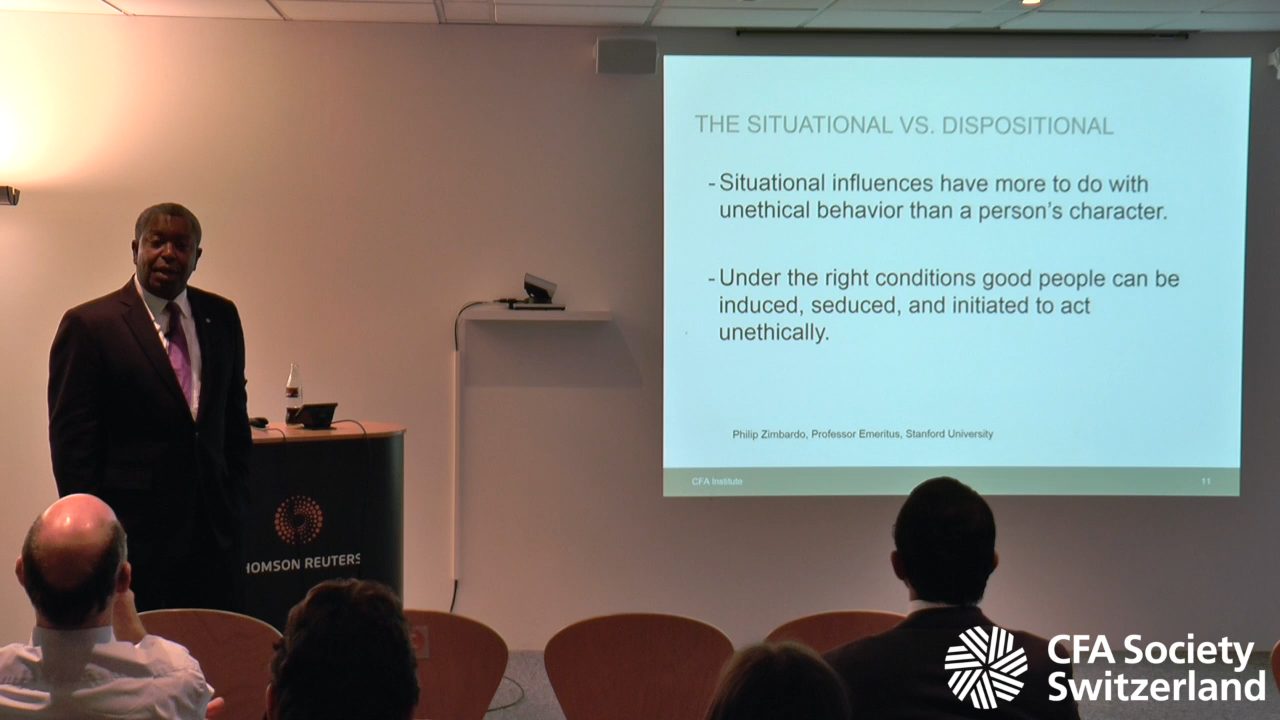 THE SITUATIONAL VS. DISPOSITIONAL
- Situational influences have more to do with
unethical behavior than a person's character.
- Under the right conditions good people can be
induced, seduced, and initiated to act
unethically.
Philip Zimbardo, Professor Emeritus, Stanford University
CFA Institute
11
HOMSON REUTERS
CFA Society
Switzerland